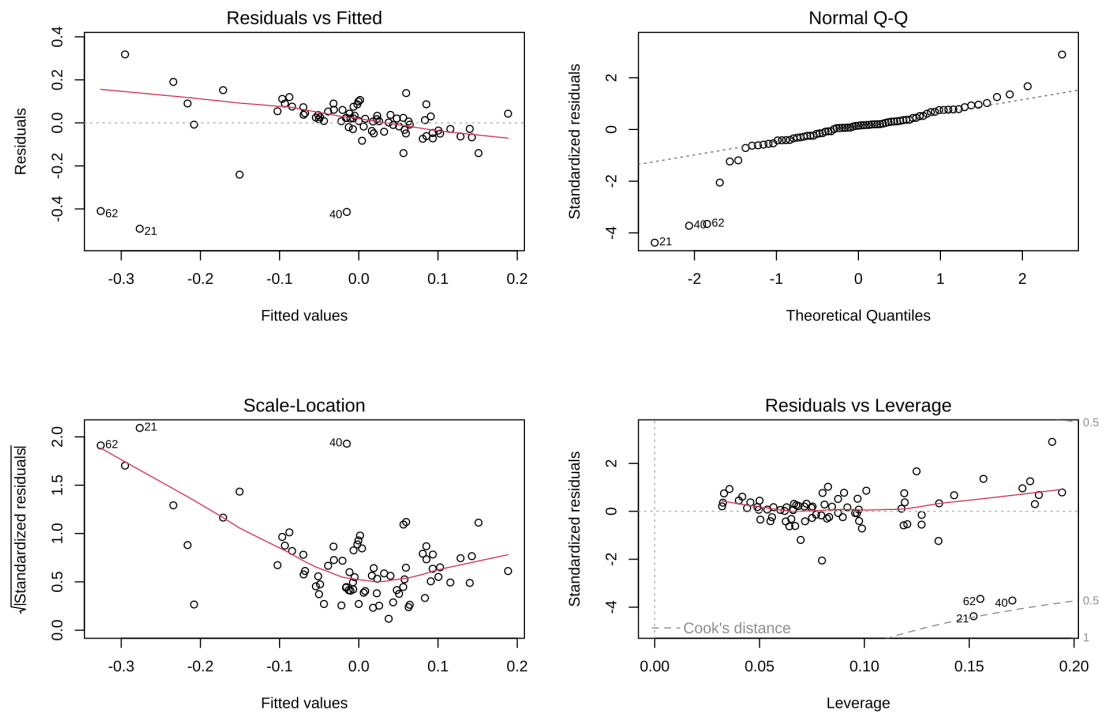 Residuals vs Fitted
Residuals
0.4
0.2
0.0
-0.2
-0.4
62
21
40
-0.3 -0.2 -0.1 0.0 0.1 0.2
Fitted values
Normal Q-Q
Standardized residuals
2
0
-2
-4
21
40
62
-2 -1 0 1 2
Theoretical Quantiles
Scale-Location
√|Standardized residuals|
2.0
1.5
1.0
0.5
0.0
62
21
40
-0.3 -0.2 -0.1 0.0 0.1 0.2
Fitted values
Residuals vs Leverage
Standardized residuals
2
0
-2
-4
0.5
0.5
1
62
40
21
Cook's distance
0.00 0.05 0.10 0.15 0.20
Leverage